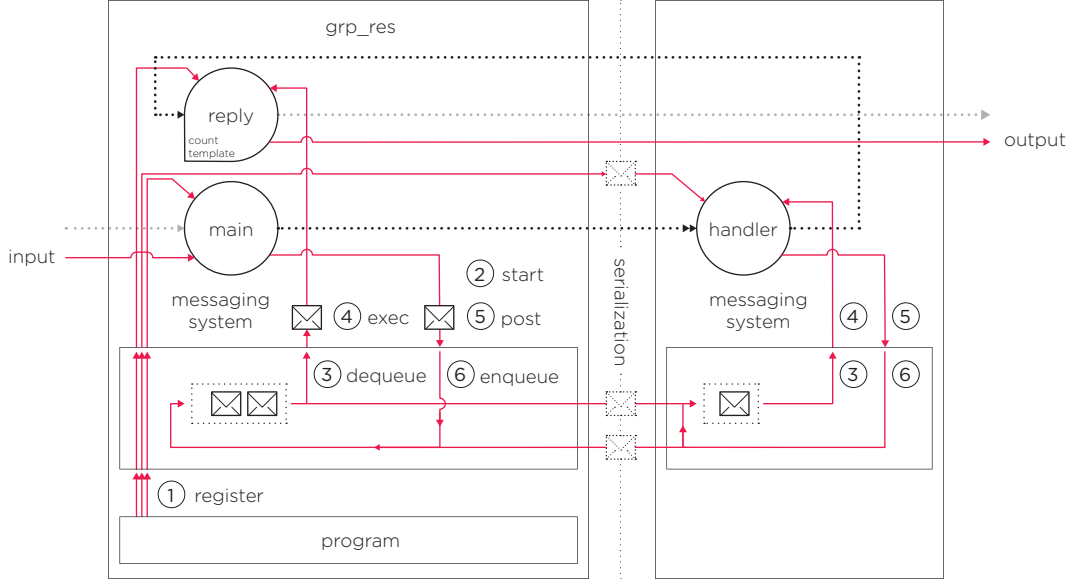 grp_res
reply
count
template
output
main
handler
input
② start
messaging
system
④ exec
⑤ post
serialization
messaging
system
④
⑤
③ dequeue
⑥ enqueue
③
⑥
① register
program